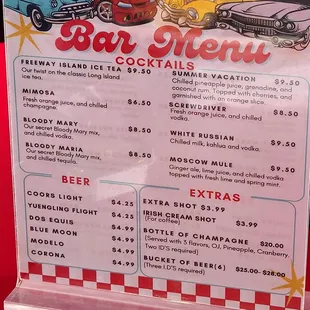 Bar Menu
COCKTAILS
FREEWAY ISLAND ICE TEA $9.50
Our twist on the classic Long Island
ice tea.
MIMOSA $6.50
Fresh orange juice, and chilled
champagne.
BLOODY MARY $8.50
Our secret Bloody Mary mix,
and chilled vodka.
BLOODY MARIA $8.50
Our secret Bloody Mary mix,
and chilled tequila.
SUMMER VACATION $9.50
Chilled pineapple juice, grenadine, and
coconut rum. Topped with cherries, and
garnished with an orange slice.
SCREWDRIVER $8.50
Fresh orange juice, and chilled
vodka.
WHITE RUSSIAN $9.50
Chilled milk, kahlua and vodka.
MOSCOW MULE $9.50
Ginger ale, lime juice, and chilled vodka
topped with fresh lime and spring mint.
BEER
COORS LIGHT $4.25
YUENGLING FLIGHT $4.25
DOS EQUIS $4.99
BLUE MOON $4.99
MODELO $4.99
CORONA $4.99
EXTRAS
EXTRA SHOT $3.99
IRISH CREAM SHOT $3.99
(For coffee)
BOTTLE OF CHAMPAGNE $20.00
(Served with 3 flavors, OJ, Pineapple, Cranberry,
Two ID'S required)
BUCKET OF BEER(6) $25.00- $28.00
(Three I.D'S required)